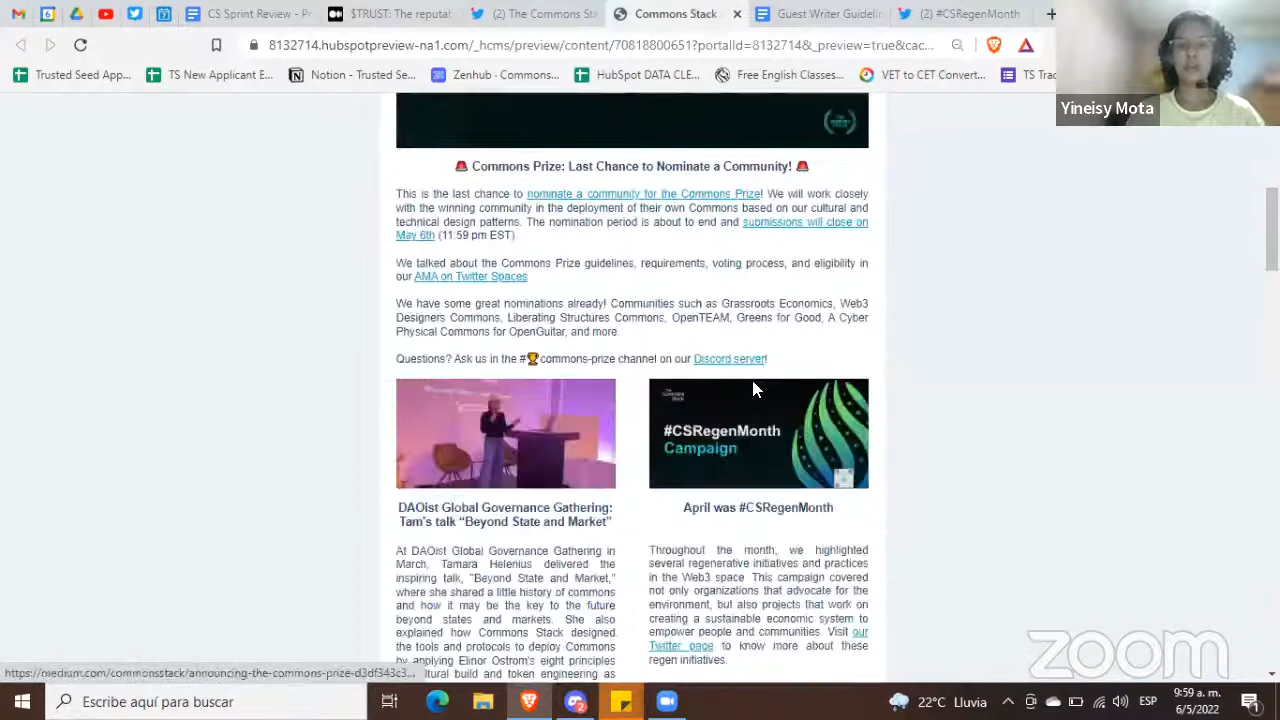 CS Sprint Review - Pr
$TRUST: The reputat
(2) The Commons Sta
Commons Stack
Guest Writer Guidelin
(2) #CSRegenMonth
8132714.hubspotpreview-na1.com/_hcms/preview/content/70818800651?portalId=8132714&_preview=true&cac...
Trusted Seed App...
TS New Applicant E...
Notion - Trusted Se...
Zenhub - Commons...
HubSpot DATA CLE...
Free English Classes...
VET to CET Convert...
TS Tra
Yineisy Mota
🚨 Commons Prize: Last Chance to Nominate a Community! 🚨
This is the last chance to nominate a community for the Commons Prize! We will work closely
with the winning community in the deployment of their own Commons based on our cultural and
technical design patterns. The nomination period is about to end and submissions will close on
May 6th (11:59 pm EST).
We talked about the Commons Prize guidelines, requirements, voting process, and eligibility in
our AMA on Twitter Spaces
We have some great nominations already! Communities such as Grassroots Economics, Web3
Designers Commons, Liberating Structures Commons, OpenTEAM, Greens for Good, A Cyber
Physical Commons for OpenGuitar, and more.
Questions? Ask us in the #🏆commons-prize channel on our Discord server!
#CSRegenMonth
Campaign
DAOist Global Governance Gathering:
Tam's talk “Beyond State and Market”
At DAOist Global Governance Gathering in
March, Tamara Helenius delivered the
inspiring talk, "Beyond State and Market,"
where she shared a little history of commons
and how it may be the key to the future
beyond states and markets. She also
explained how Commons Stack designed
the tools and protocols to deploy Commons
by applying Elinor Ostrom's eight principles
tural build and token engineering as
April was #CSRegenMonth
Throughout the month, we highlighted
several regenerative initiatives and practices
in the Web3 space. This campaign covered
not only organizations that advocate for the
environment, but also projects that work on
creating a sustainable economic system to
empower people and communities. Visit our
Twitter page to know more about these
regen initiatives.
https://medium.com/commonsstack/announcing-the-commons-prize-d3df343c3...
zoom
Escribe aquí para buscar
22°C Lluvia
ESP
9:59 a. m.
6/5/2022